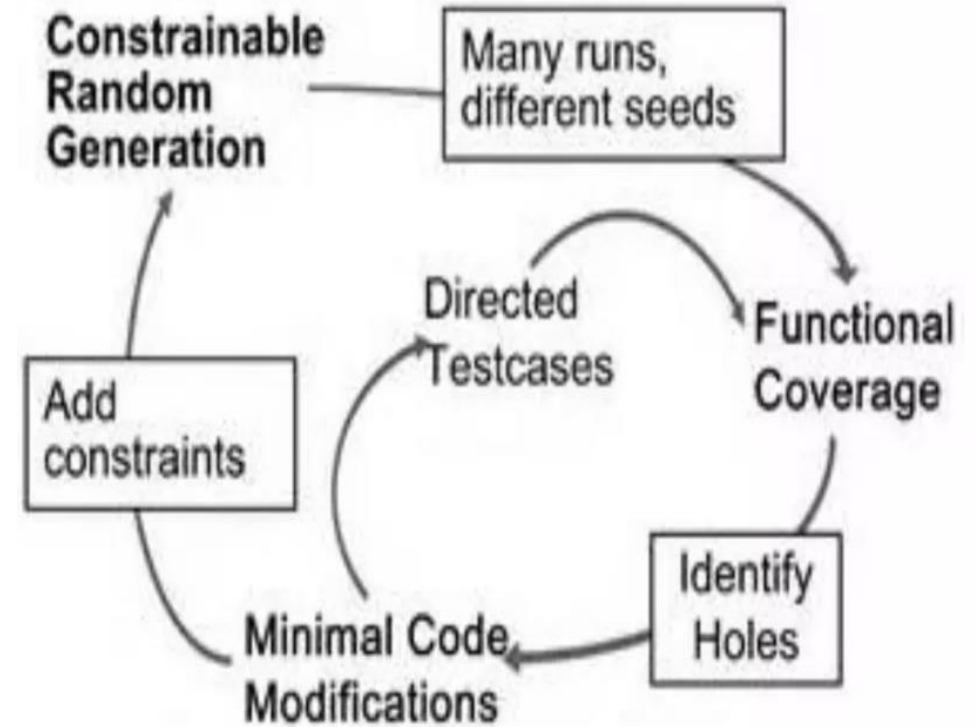 Constrainable
Random
Generation
Many runs,
different seeds
Directed
Testcases
Functional
Coverage
Add
constraints
Identify
Holes
Minimal Code
Modifications